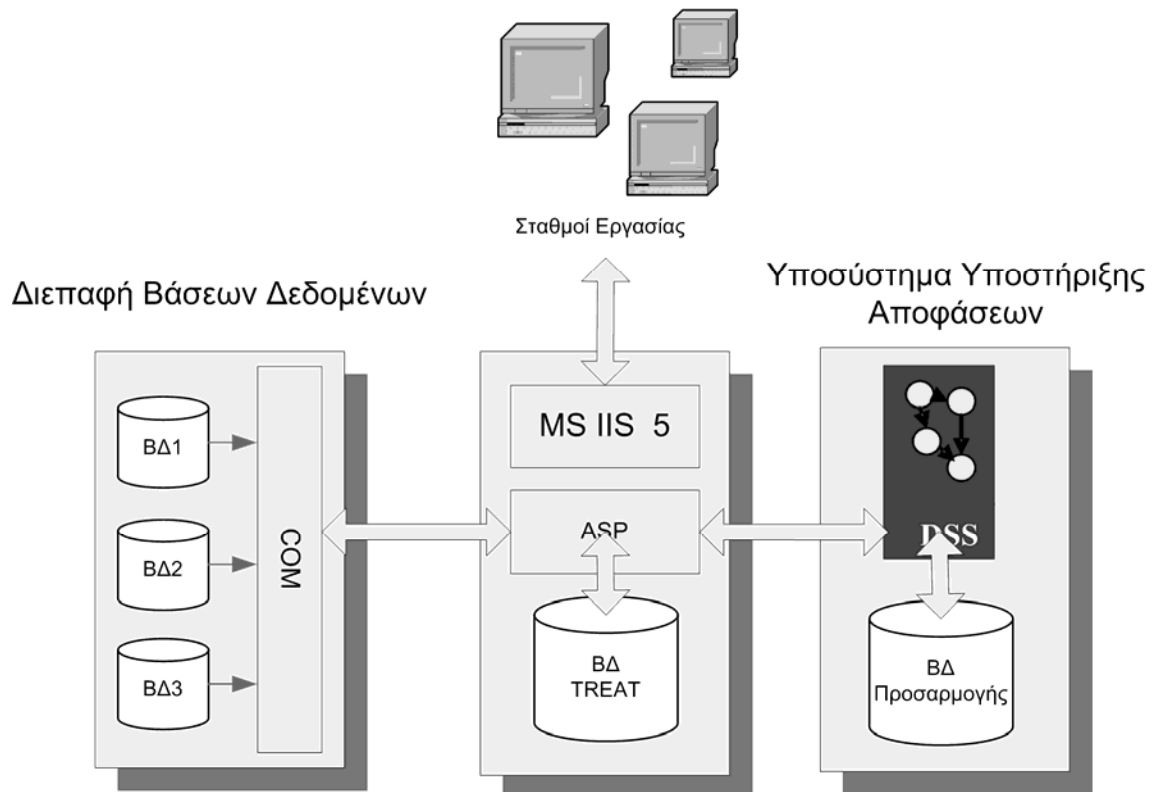 Σταθμοί Εργασίας
Διεπαφή Βάσεων Δεδομένων
Υποσύστημα Υποστήριξης
Αποφάσεων
ΒΔ1
ΒΔ2
ΒΔ3
COM
MS IIS 5
ASP
ΒΔ
TREAT
DSS
ΒΔ
Προσαρμογής